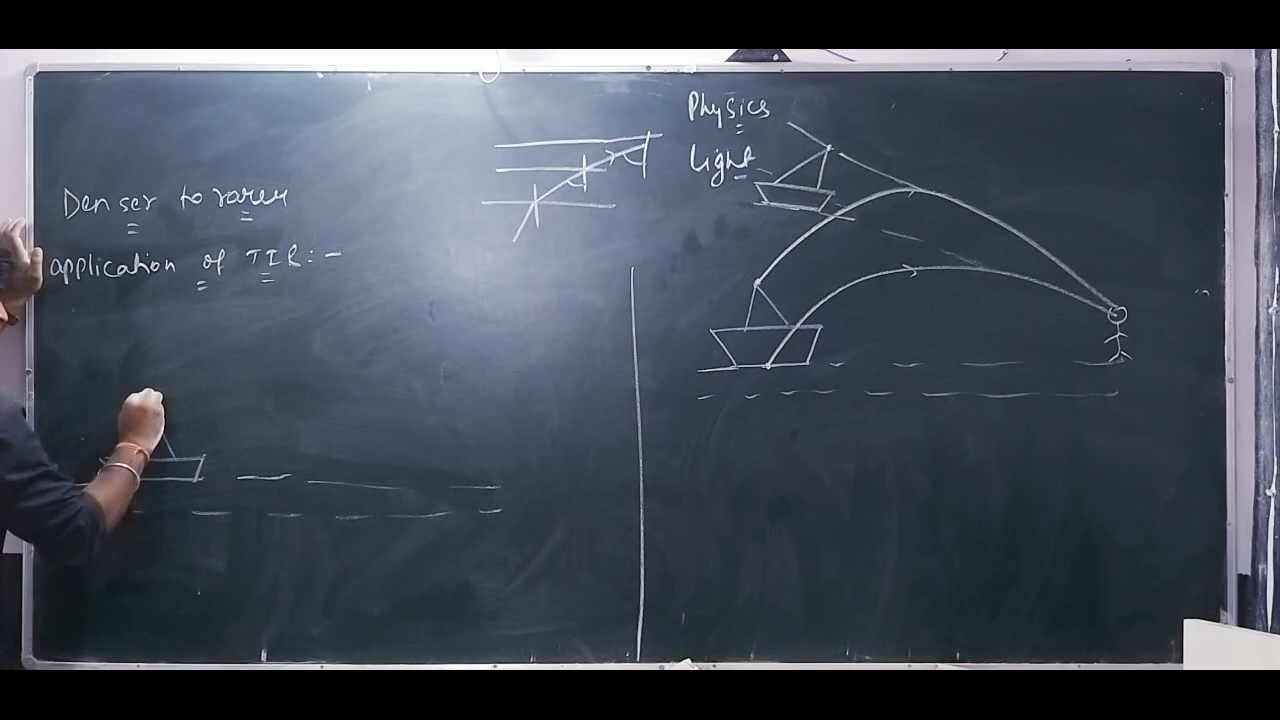 Physics
Light
Denser to rarer
application of TIR:-